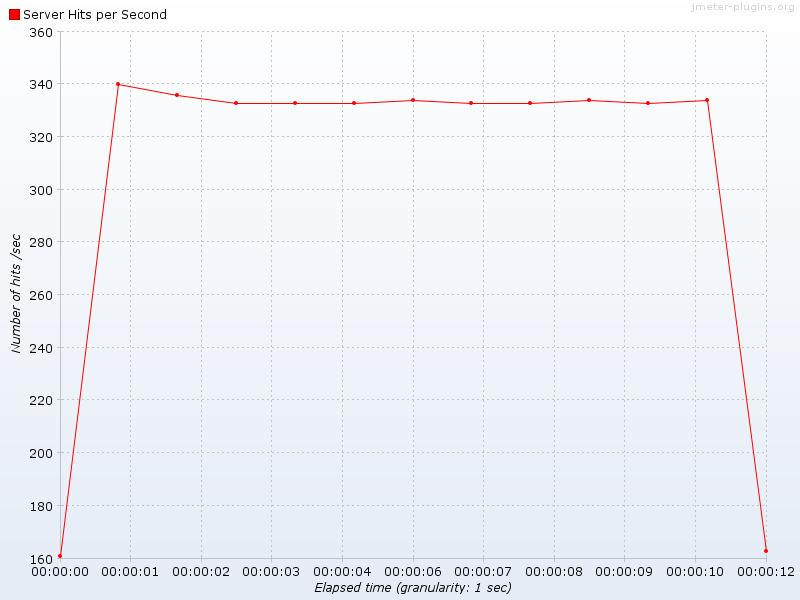 jmeter-plugins.org
Server Hits per Second
360
340
320
300
280
260
240
220
200
180
160
Number of hits /sec
00:00:00 00:00:01 00:00:02 00:00:03 00:00:04 00:00:06 00:00:07 00:00:08 00:00:09 00:00:10 00:00:12
Elapsed time (granularity: 1 sec)